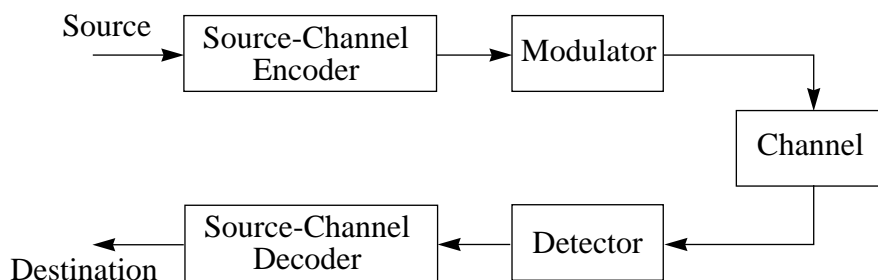 Source
Source-Channel
Encoder
Modulator
Channel
Source-Channel
Decoder
Detector
Destination